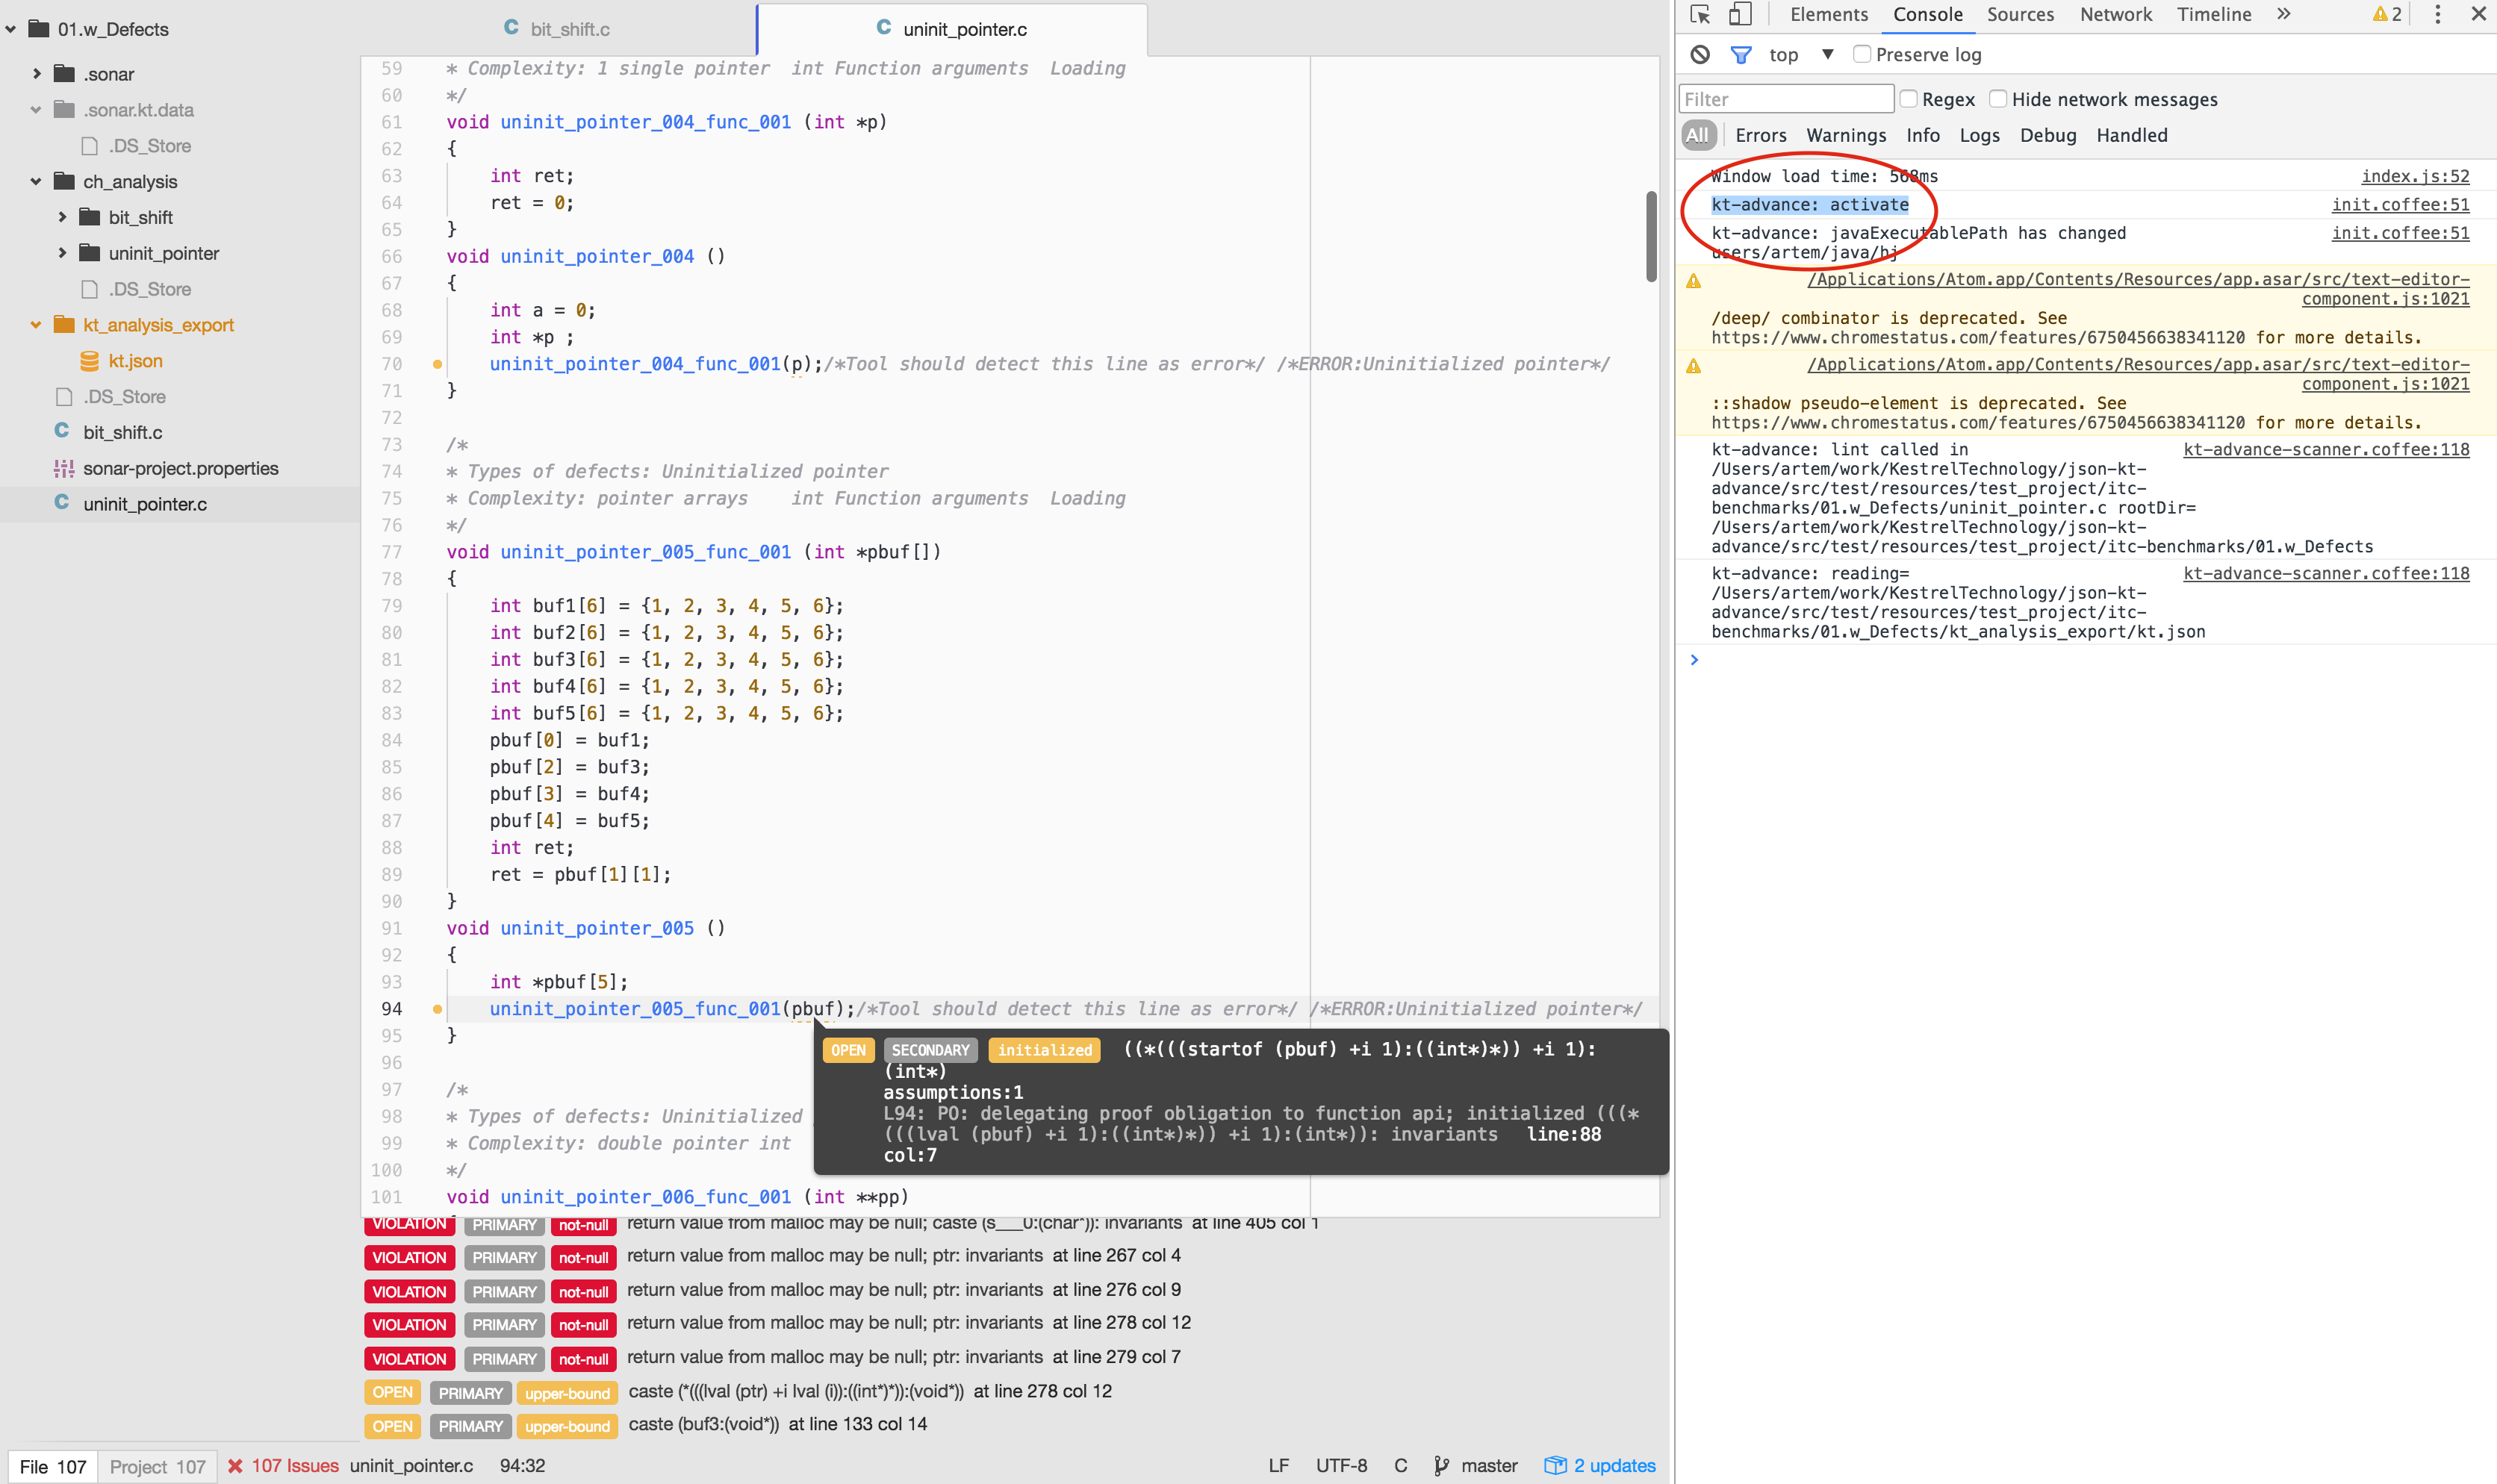 01.w_Defects
.sonar
.sonar.kt.data
.DS_Store
ch_analysis
bit_shift
uninit_pointer
.DS_Store
kt_analysis_export
kt.json
.DS_Store
bit_shift.c
sonar-project.properties
uninit_pointer.c
bit_shift.c
uninit_pointer.c
59 * Complexity: 1 single pointer  int Function arguments  Loading
60 */
61 void uninit_pointer_004_func_001 (int *p)
62 {
63     int ret;
64     ret = 0;
65 }
66 void uninit_pointer_004 ()
67 {
68     int a = 0;
69     int *p ;
70     uninit_pointer_004_func_001(p);/*Tool should detect this line as error*/ /*ERROR:Uninitialized pointer*/
71 }
72
73 /*
74 * Types of defects: Uninitialized pointer
75 * Complexity: pointer arrays    int Function arguments  Loading
76 */
77 void uninit_pointer_005_func_001 (int *pbuf[])
78 {
79     int buf1[6] = {1, 2, 3, 4, 5, 6};
80     int buf2[6] = {1, 2, 3, 4, 5, 6};
81     int buf3[6] = {1, 2, 3, 4, 5, 6};
82     int buf4[6] = {1, 2, 3, 4, 5, 6};
83     int buf5[6] = {1, 2, 3, 4, 5, 6};
84     pbuf[0] = buf1;
85     pbuf[2] = buf3;
86     pbuf[3] = buf4;
87     pbuf[4] = buf5;
88     int ret;
89     ret = pbuf[1][1];
90 }
91 void uninit_pointer_005 ()
92 {
93     int *pbuf[5];
94     uninit_pointer_005_func_001(pbuf);/*Tool should detect this line as error*/ /*ERROR:Uninitialized pointer*/
95 }
96
97 /*
98 * Types of defects: Uninitialized
99 * Complexity: double pointer int
100 */
101 void uninit_pointer_006_func_001 (int **pp)
OPEN SECONDARY initialized ((*(((startof (pbuf) +i 1):((int*)*)) +i 1):
(int*)
assumptions:1
L94: PO: delegating proof obligation to function api; initialized (((*
(((lval (pbuf) +i 1):((int*)*)) +i 1):(int*)): invariants line:88
col:7
VIOLATION PRIMARY not-null return value from malloc may be null; caste (s___0:(char*)): invariants at line 405 col 1
VIOLATION PRIMARY not-null return value from malloc may be null; ptr: invariants at line 267 col 4
VIOLATION PRIMARY not-null return value from malloc may be null; ptr: invariants at line 276 col 9
VIOLATION PRIMARY not-null return value from malloc may be null; ptr: invariants at line 278 col 12
VIOLATION PRIMARY not-null return value from malloc may be null; ptr: invariants at line 279 col 7
OPEN PRIMARY upper-bound caste (*(((lval (ptr) +i lval (i)):((int*)*)):(void*)) at line 278 col 12
OPEN PRIMARY upper-bound caste (buf3:(void*)) at line 133 col 14
File 107 Project 107 107 Issues uninit_pointer.c 94:32 LF UTF-8 C master 2 updates
Elements Console Sources Network Timeline » 2
top Preserve log
Filter Regex Hide network messages
All Errors Warnings Info Logs Debug Handled
Window load time: 568ms index.js:52
kt-advance: activate init.coffee:51
kt-advance: javaExecutablePath has changed init.coffee:51
users/artem/java/hj
/Applications/Atom.app/Contents/Resources/app.asar/src/text-editor-
component.js:1021
/deep/ combinator is deprecated. See
https://www.chromestatus.com/features/6750456638341120 for more details.
/Applications/Atom.app/Contents/Resources/app.asar/src/text-editor-
component.js:1021
::shadow pseudo-element is deprecated. See
https://www.chromestatus.com/features/6750456638341120 for more details.
kt-advance: lint called in kt-advance-scanner.coffee:118
/Users/artem/work/KestrelTechnology/json-kt-
advance/src/test/resources/test_project/itc-
benchmarks/01.w_Defects/uninit_pointer.c rootDir=
/Users/artem/work/KestrelTechnology/json-kt-
advance/src/test/resources/test_project/itc-benchmarks/01.w_Defects
kt-advance: reading= kt-advance-scanner.coffee:118
/Users/artem/work/KestrelTechnology/json-kt-
advance/src/test/resources/test_project/itc-
benchmarks/01.w_Defects/kt_analysis_export/kt.json